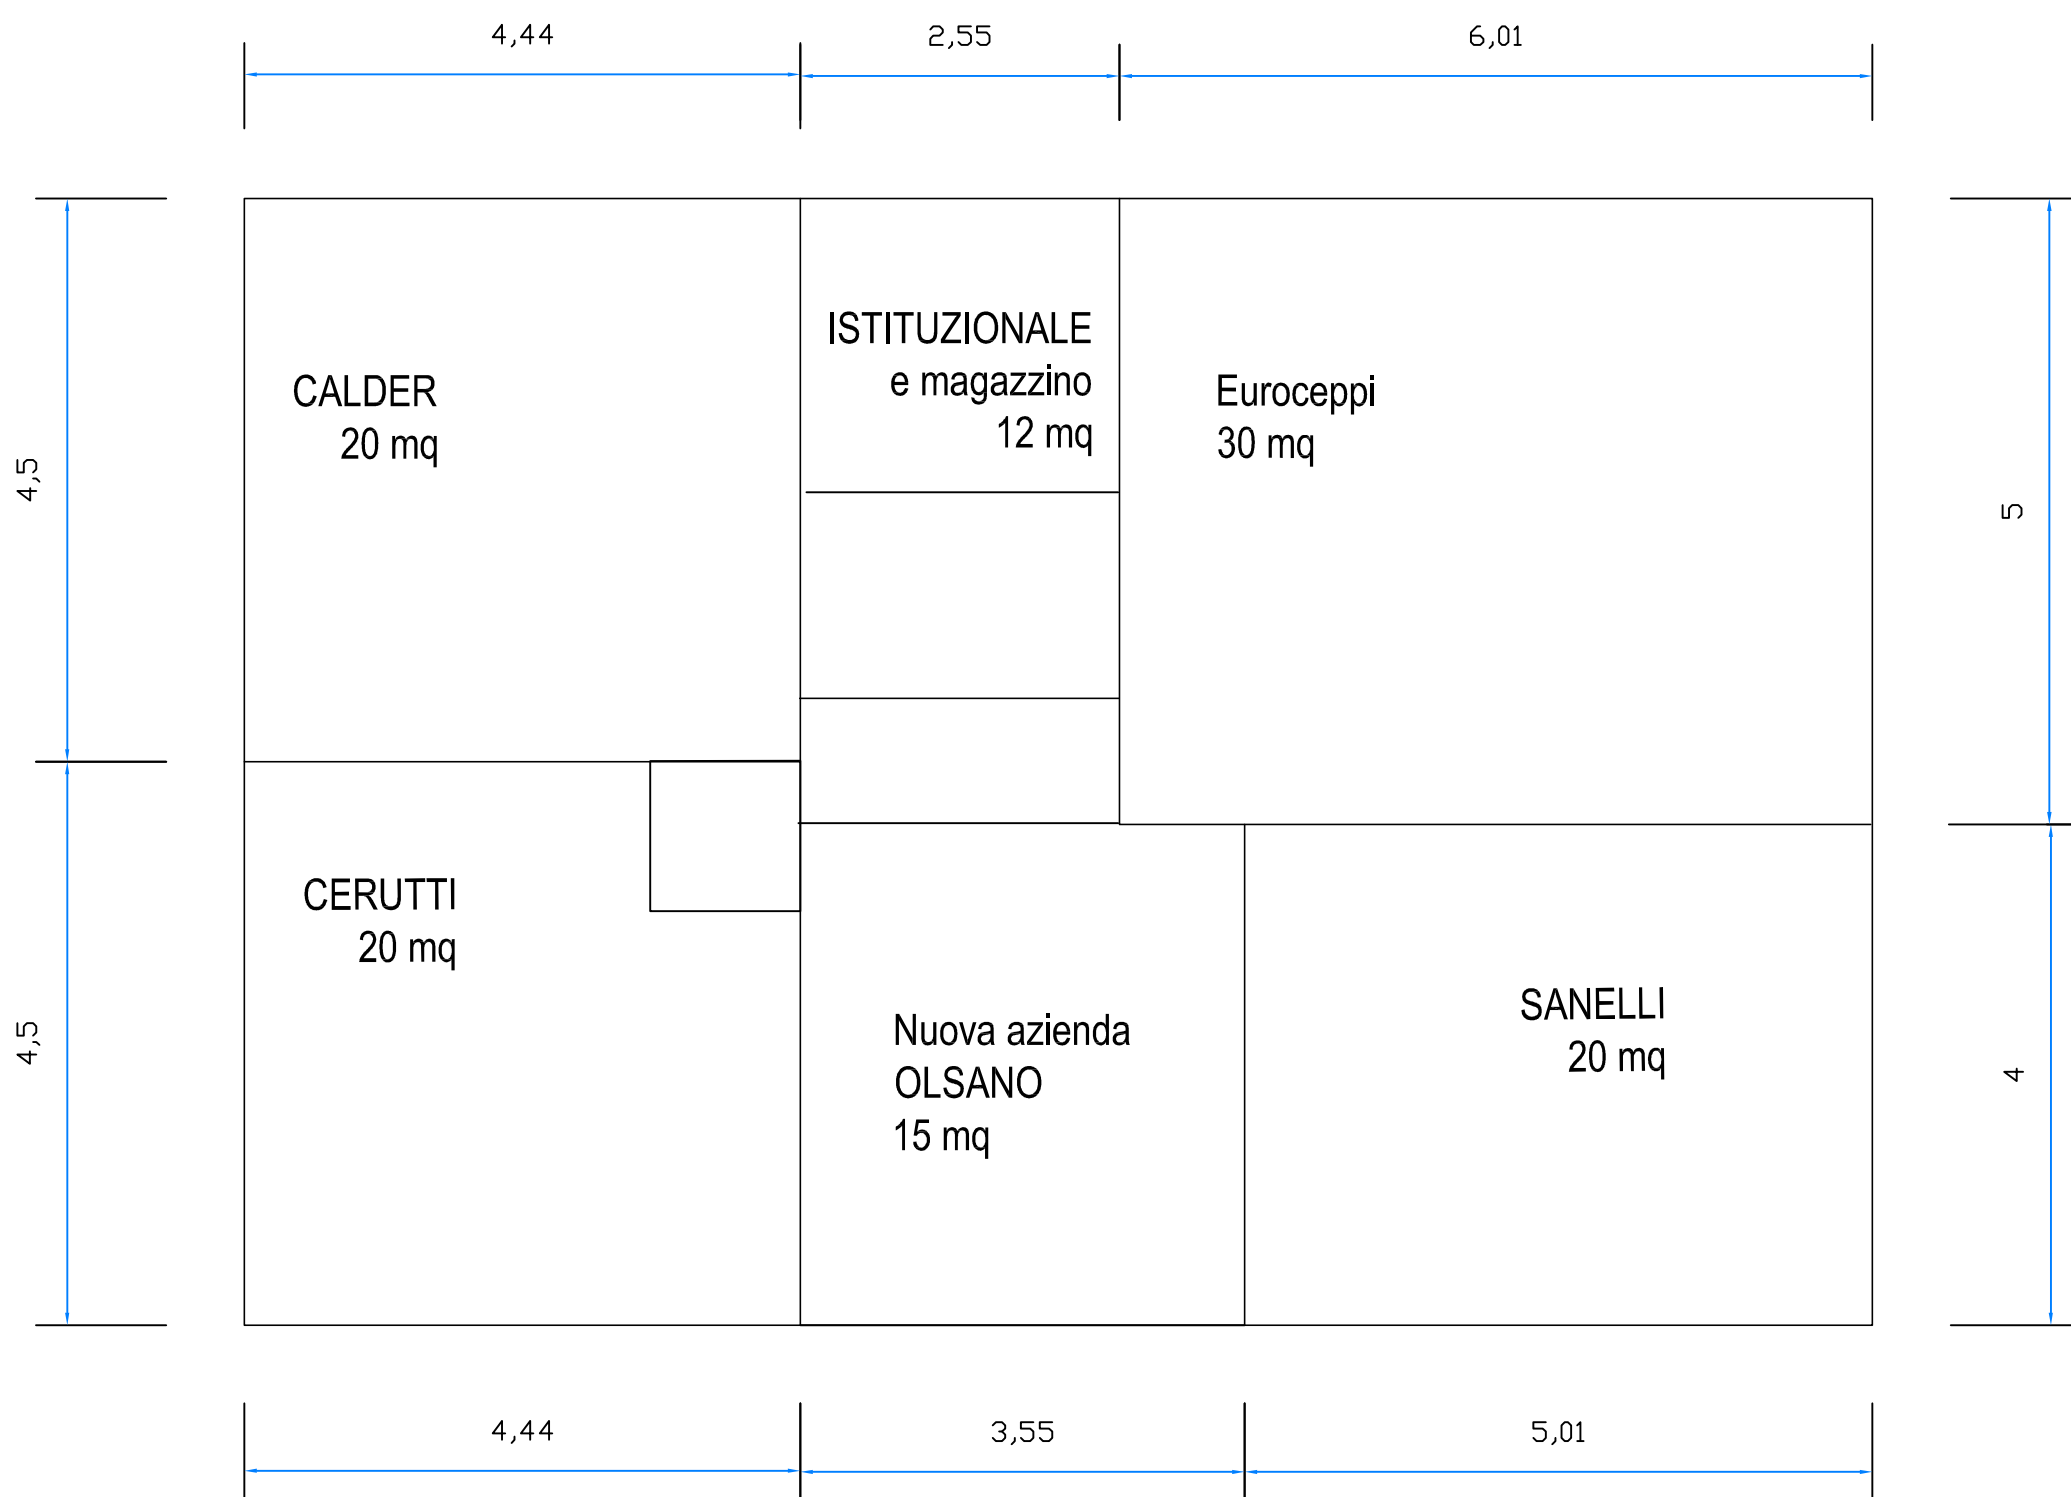 4,44
2,55
6,01
ISTITUZIONALE
e magazzino
12 mq
CALDER
20 mq
Euroceppi
30 mq
4,5
5
CERUTTI
20 mq
Nuova azienda
OLSANO
15 mq
SANELLI
20 mq
4,5
4
4,44
3,55
5,01